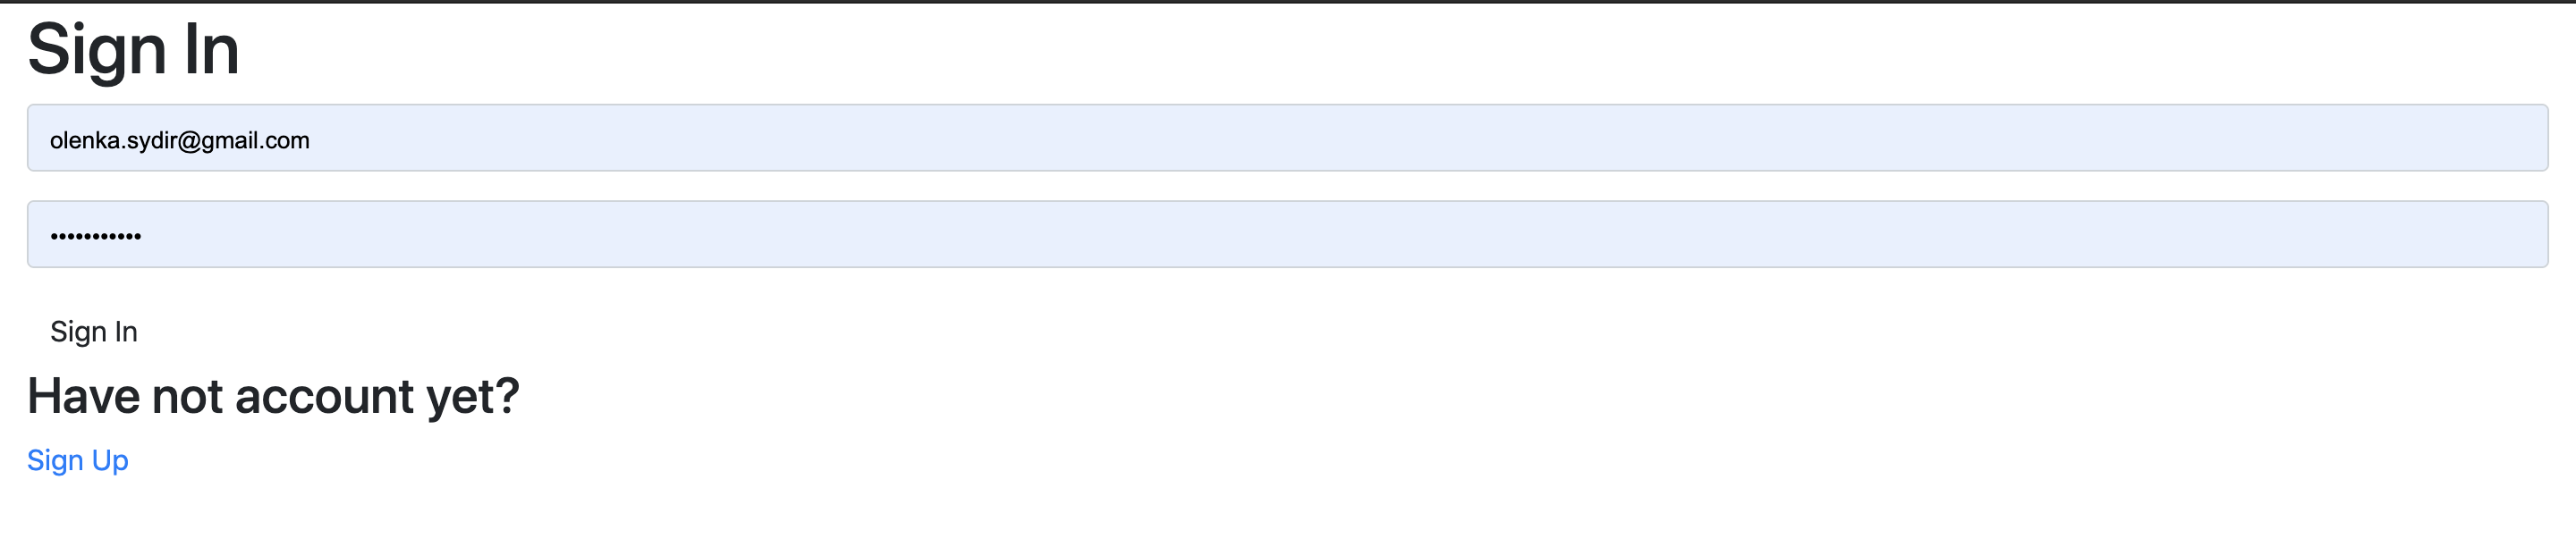 Sign In
olenka.sydir@gmail.com
•••••••••••
Sign In
Have not account yet?
Sign Up